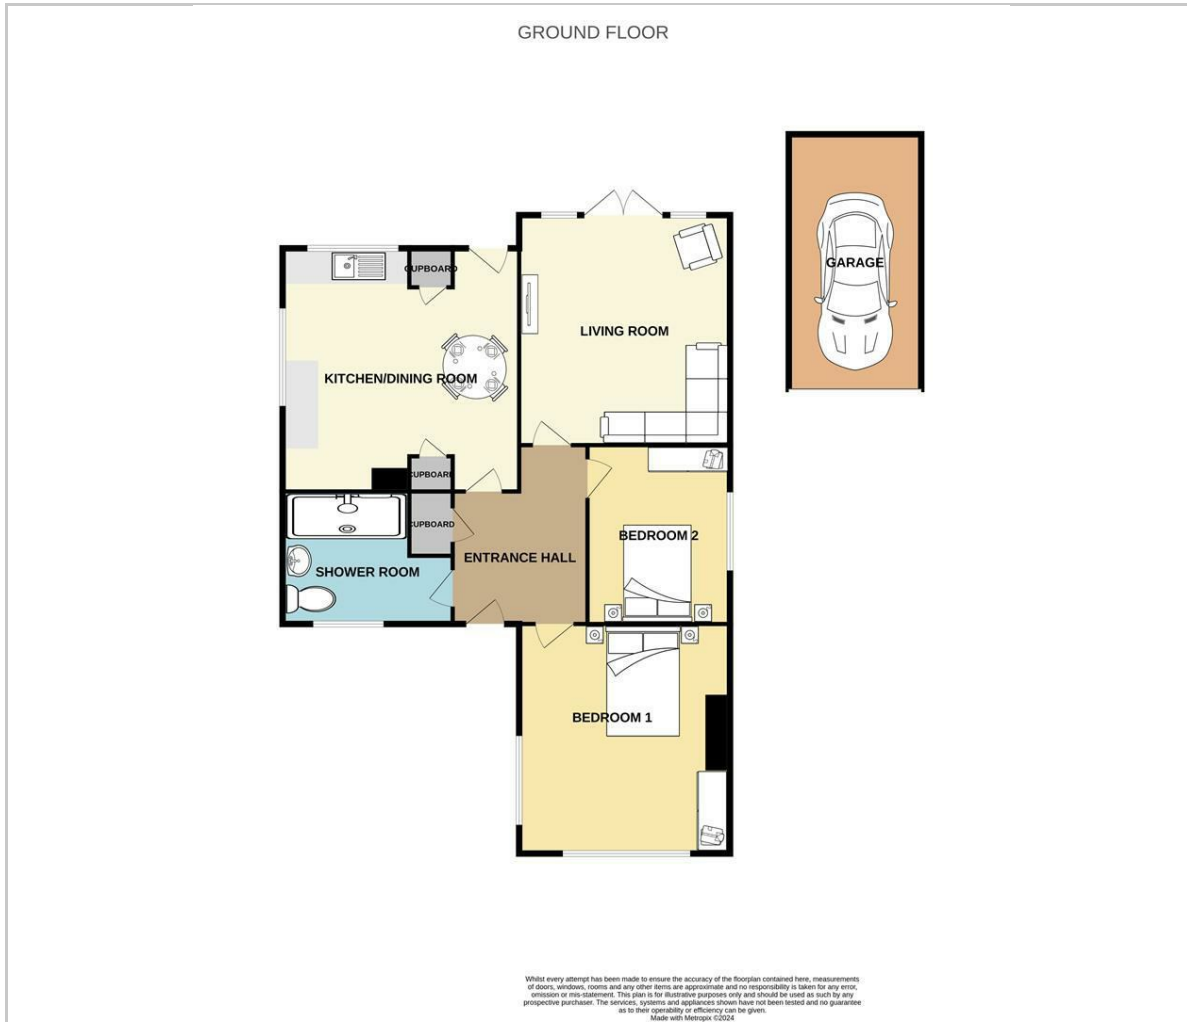 GROUND FLOOR
GARAGE
CUPBOARD
LIVING ROOM
KITCHEN/DINING ROOM
CUPBOARD
CUPBOARD
BEDROOM 2
ENTRANCE HALL
SHOWER ROOM
BEDROOM 1
Whilst every attempt has been made to ensure the accuracy of the floorplan contained here, measurements
of doors, windows, rooms and any other items are approximate and no responsibility is taken for any error,
omission or mis-statement. This plan is for illustrative purposes only and should be used as such by any
prospective purchaser. The services, systems and appliances shown have not been tested and no guarantee
as to their operability or efficiency can be given.
Made with Metropix ©2024